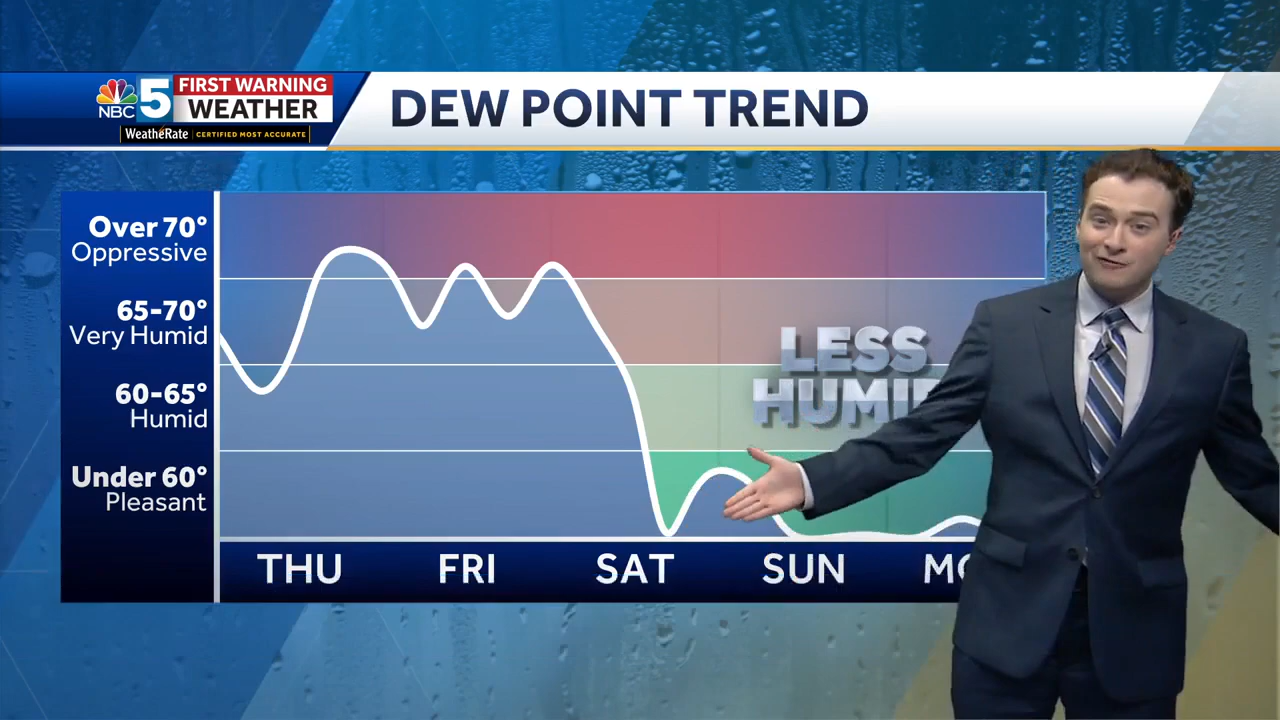 NBC 5 FIRST WARNING
WEATHER
WeatheRate | CERTIFIED MOST ACCURATE
DEW POINT TREND
Over 70°
Oppressive
65-70°
Very Humid
60-65°
Humid
Under 60°
Pleasant
LESS
THU FRI SAT SUN